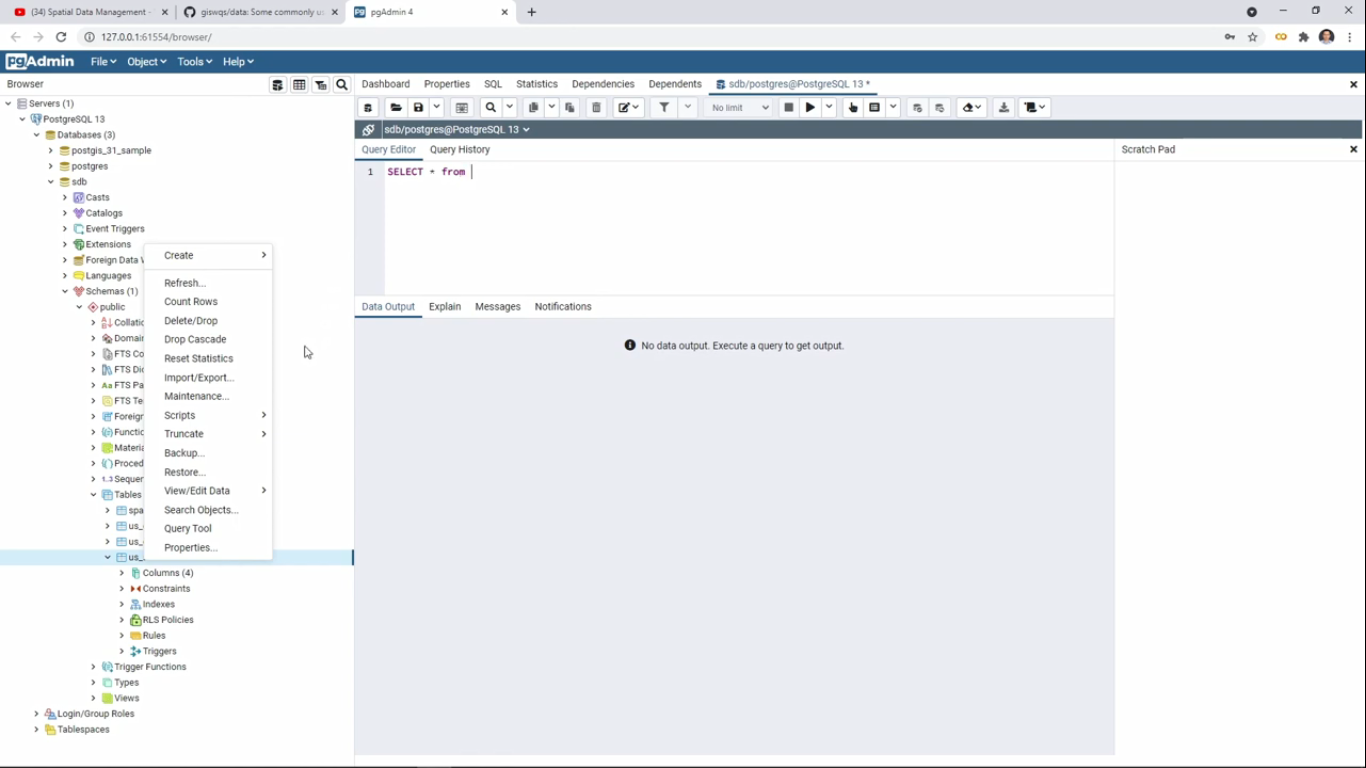 (34) Spatial Data Management -
giswqs/data: Some commonly us
pgAdmin 4
127.0.0.1:61554/browser/
pgAdmin
File
Object
Tools
Help
Browser
Dashboard
Properties
SQL
Statistics
Dependencies
Dependents
sdb/postgres@PostgreSQL 13 *
No limit
sdb/postgres@PostgreSQL 13
Query Editor
Query History
Scratch Pad
1
SELECT * from
Data Output
Explain
Messages
Notifications
No data output. Execute a query to get output.
Servers (1)
PostgreSQL 13
Databases (3)
postgis_31_sample
postgres
sdb
Casts
Catalogs
Event Triggers
Extensions
Foreign Data
Languages
Schemas (1)
public
Collatio
Domain
FTS Co
FTS Dic
FTS Pa
FTS Te
Foreign
Functio
Materia
Proced
1..3 Sequen
Tables
spa
us_
us_
us_
Columns (4)
Constraints
Indexes
RLS Policies
Rules
Triggers
Trigger Functions
Types
Views
Login/Group Roles
Tablespaces
Create
Refresh...
Count Rows
Delete/Drop
Drop Cascade
Reset Statistics
Import/Export...
Maintenance...
Scripts
Truncate
Backup...
Restore...
View/Edit Data
Search Objects...
Query Tool
Properties...